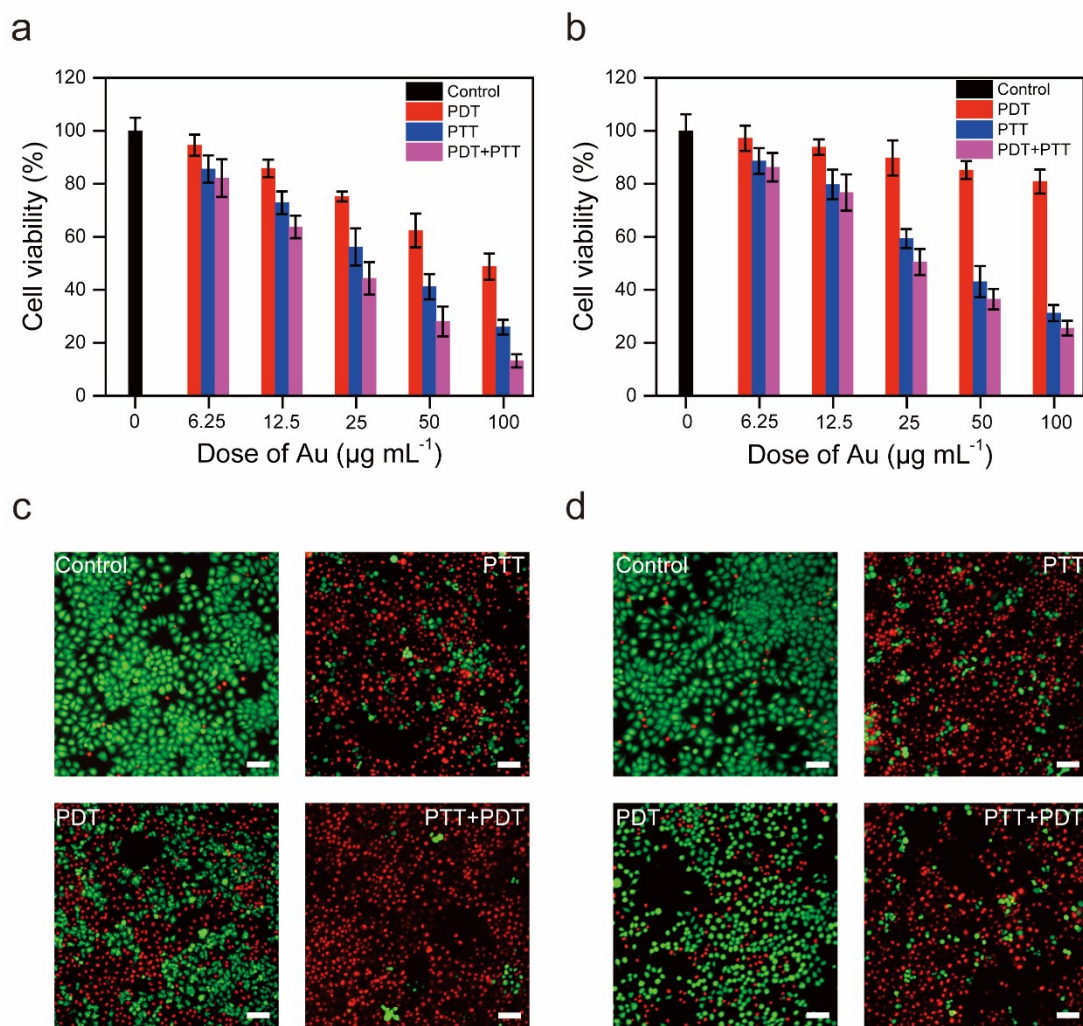 a
120
100
80
60
40
20
0
Cell viability (%)
Control
PDT
PTT
PDT+PTT
0 6.25 12.5 25 50 100
Dose of Au (µg mL⁻¹)
b
120
100
80
60
40
20
0
Cell viability (%)
Control
PDT
PTT
PDT+PTT
0 6.25 12.5 25 50 100
Dose of Au (µg mL⁻¹)
c
Control
PTT
PDT
PTT+PDT
d
Control
PTT
PDT
PTT+PDT